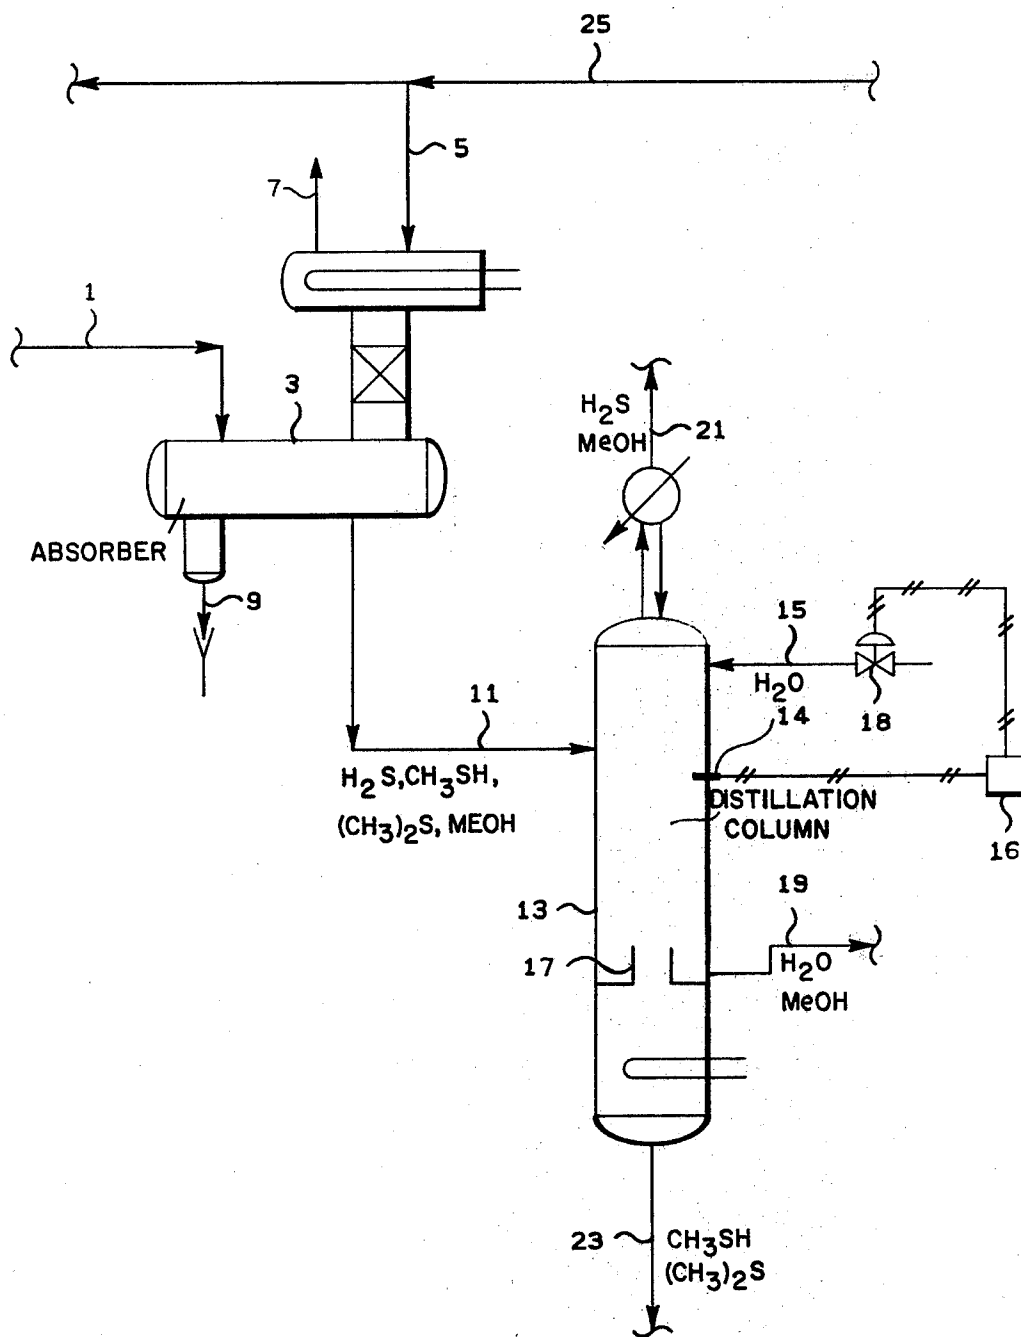 25
5
7
1
3
H2S
MeOH
21
ABSORBER
9
15
H2O
18
11
14
H2S, CH3SH,
(CH3)2S, MEOH
DISTILLATION
COLUMN
16
13
19
17
H2O
MeOH
23
CH3SH
(CH3)2S